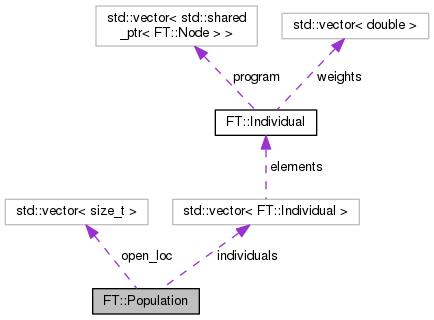 std::vector< std::shared
_ptr< FT::Node > >
std::vector< double >
program
weights
FT::Individual
elements
std::vector< size_t >
std::vector< FT::Individual >
open_loc
individuals
FT::Population